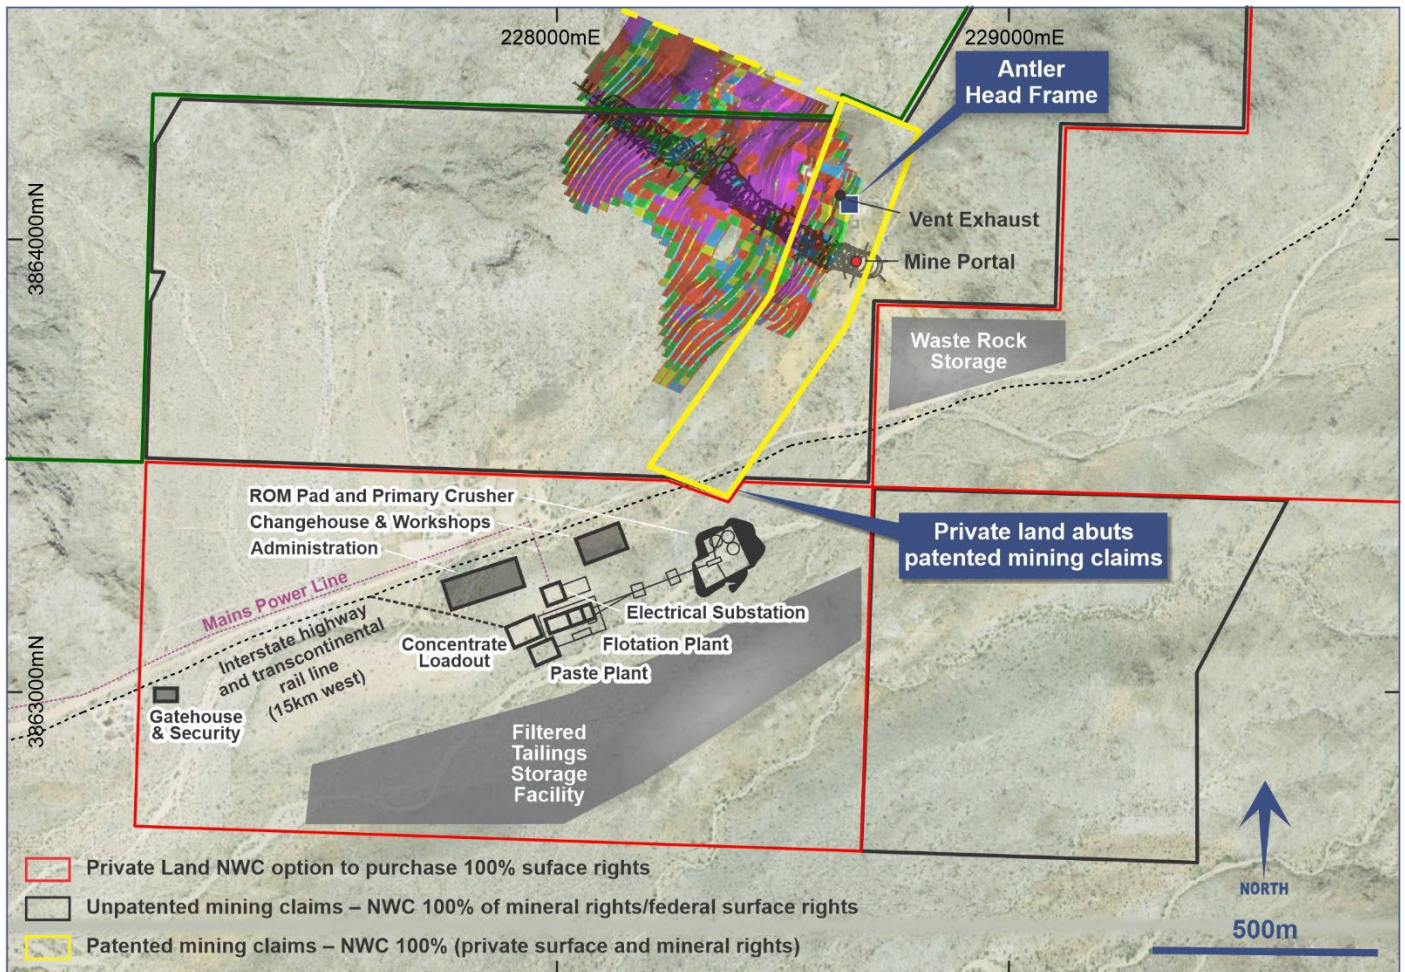 228000mE
229000mE
Antler
Head Frame
3864000mN
Vent Exhaust
Mine Portal
Waste Rock
Storage
ROM Pad and Primary Crusher
Changehouse & Workshops
Administration
Private land abuts
patented mining claims
Mains Power Line
Electrical Substation
Interstate highway
and transcontinental
rail line
(15km west)
Concentrate
Loadout
Flotation Plant
Paste Plant
3863000mN
Gatehouse
& Security
Filtered
Tailings
Storage
Facility
Private Land NWC option to purchase 100% suface rights
Unpatented mining claims – NWC 100% of mineral rights/federal surface rights
Patented mining claims – NWC 100% (private surface and mineral rights)
NORTH
500m